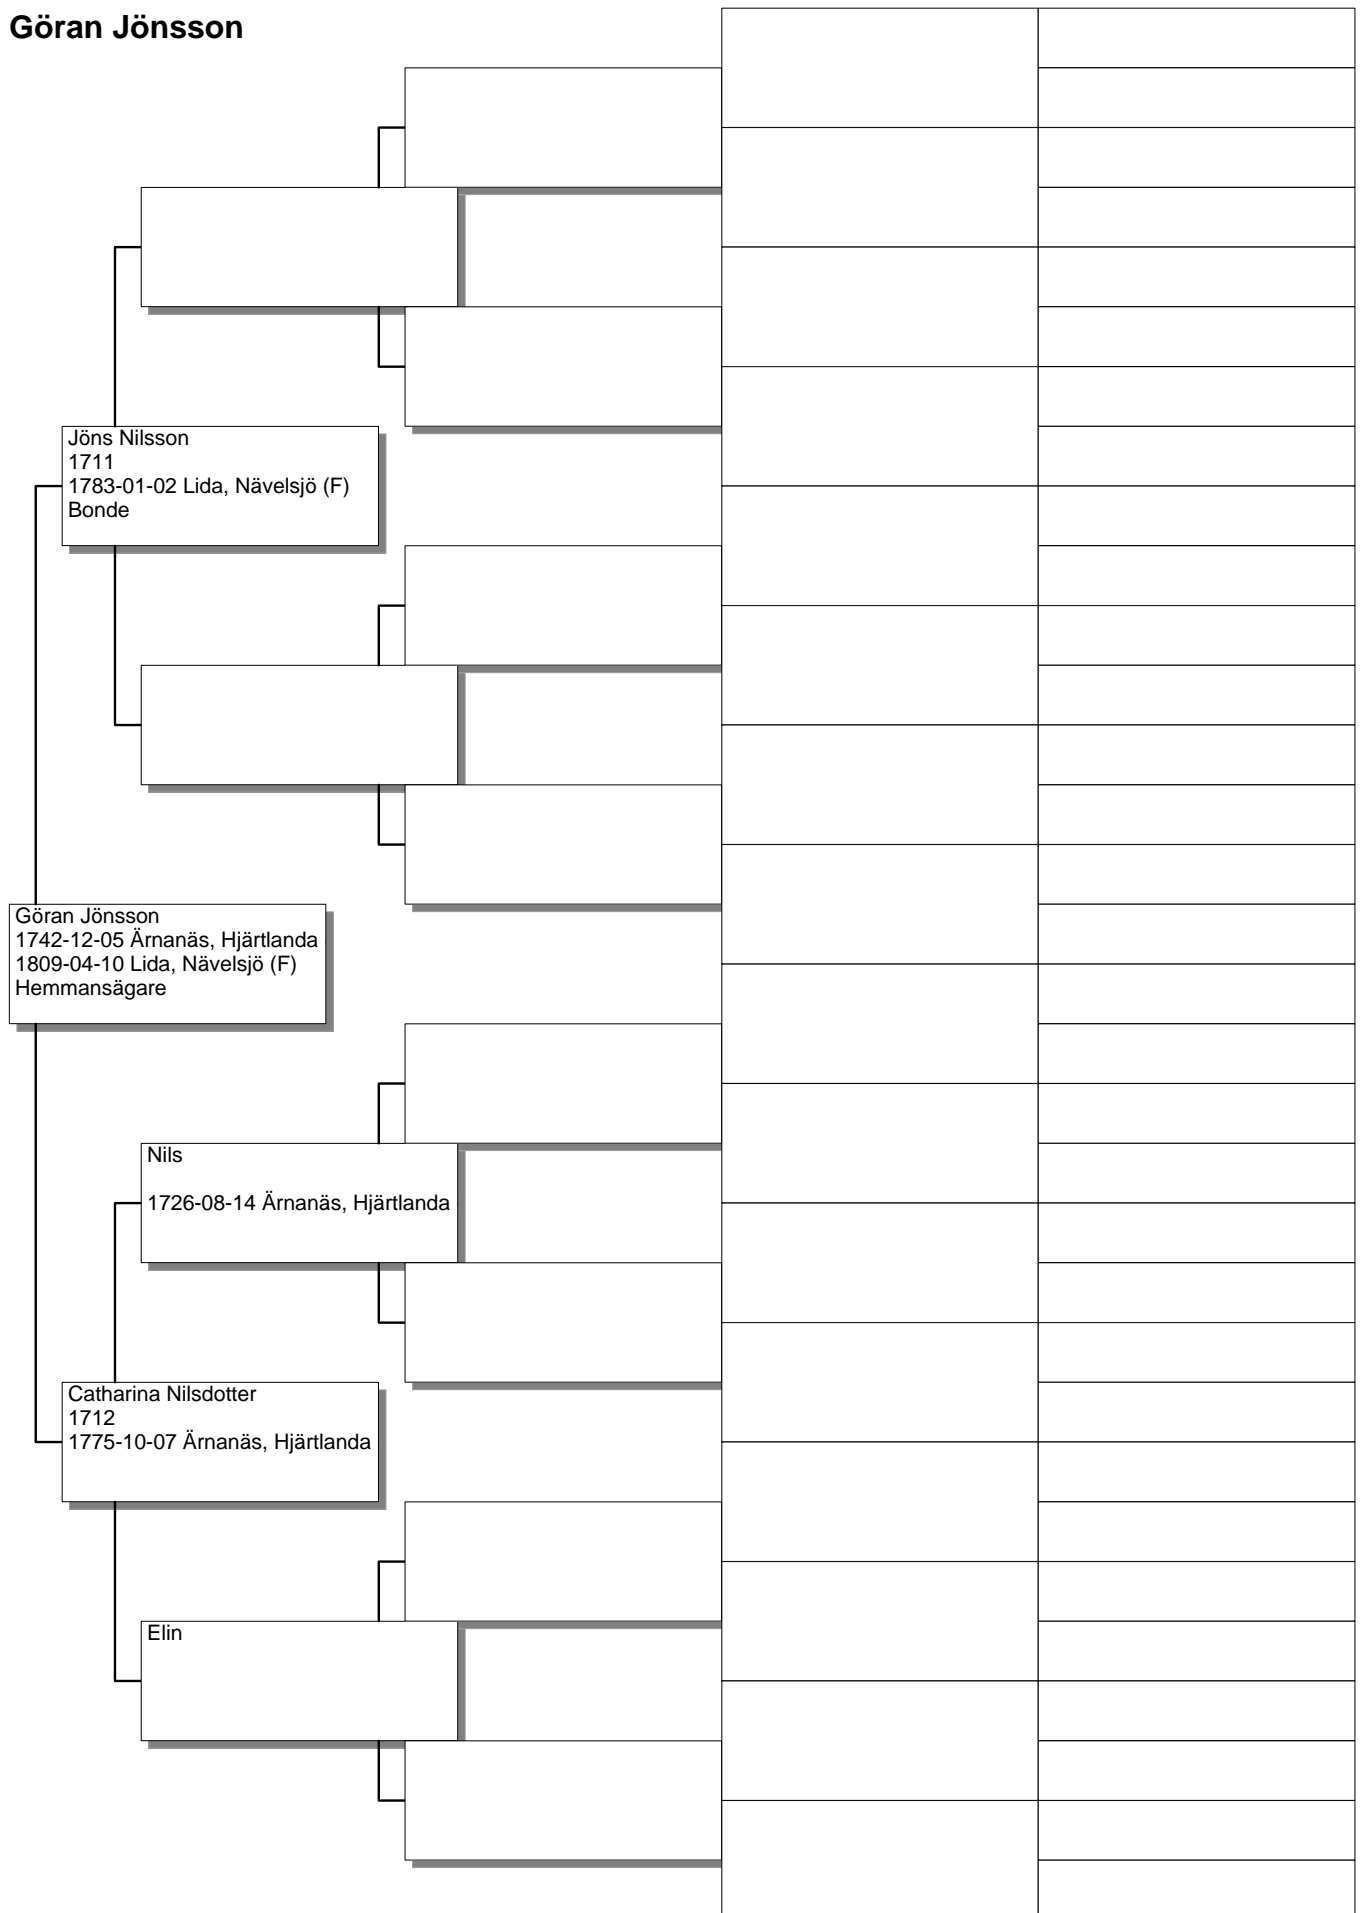 Göran Jönsson
Jöns Nilsson
1711
1783-01-02 Lida, Nävelsjö (F)
Bonde
Göran Jönsson
1742-12-05 Ärnanäs, Hjärtlanda
1809-04-10 Lida, Nävelsjö (F)
Hemmansägare
Nils
1726-08-14 Ärnanäs, Hjärtlanda
Catharina Nilsdotter
1712
1775-10-07 Ärnanäs, Hjärtlanda
Elin